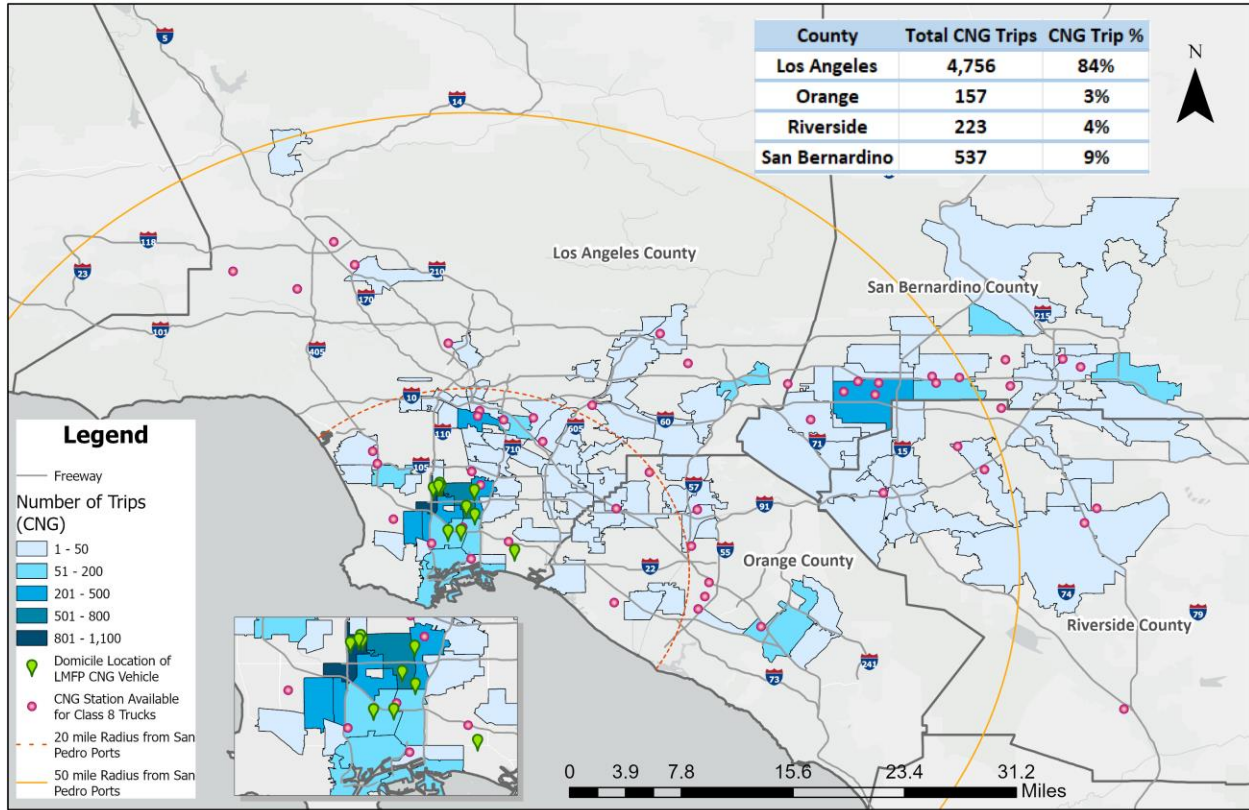 County Total CNG Trips CNG Trip %
Los Angeles 4,756 84%
Orange 157 3%
Riverside 223 4%
San Bernardino 537 9%
N
5
14
118
23
210
170
101
405
Los Angeles County
San Bernardino County
215
10
110
105
710
605
60
71
15
57
91
55
22
Orange County
74
79
Riverside County
241
73
Legend
Freeway
Number of Trips
(CNG)
1 - 50
51 - 200
201 - 500
501 - 800
801 - 1,100
Domicile Location of
LMFP CNG Vehicle
CNG Station Available
for Class 8 Trucks
20 mile Radius from San
Pedro Ports
50 mile Radius from San
Pedro Ports
0 3.9 7.8 15.6 23.4 31.2
Miles